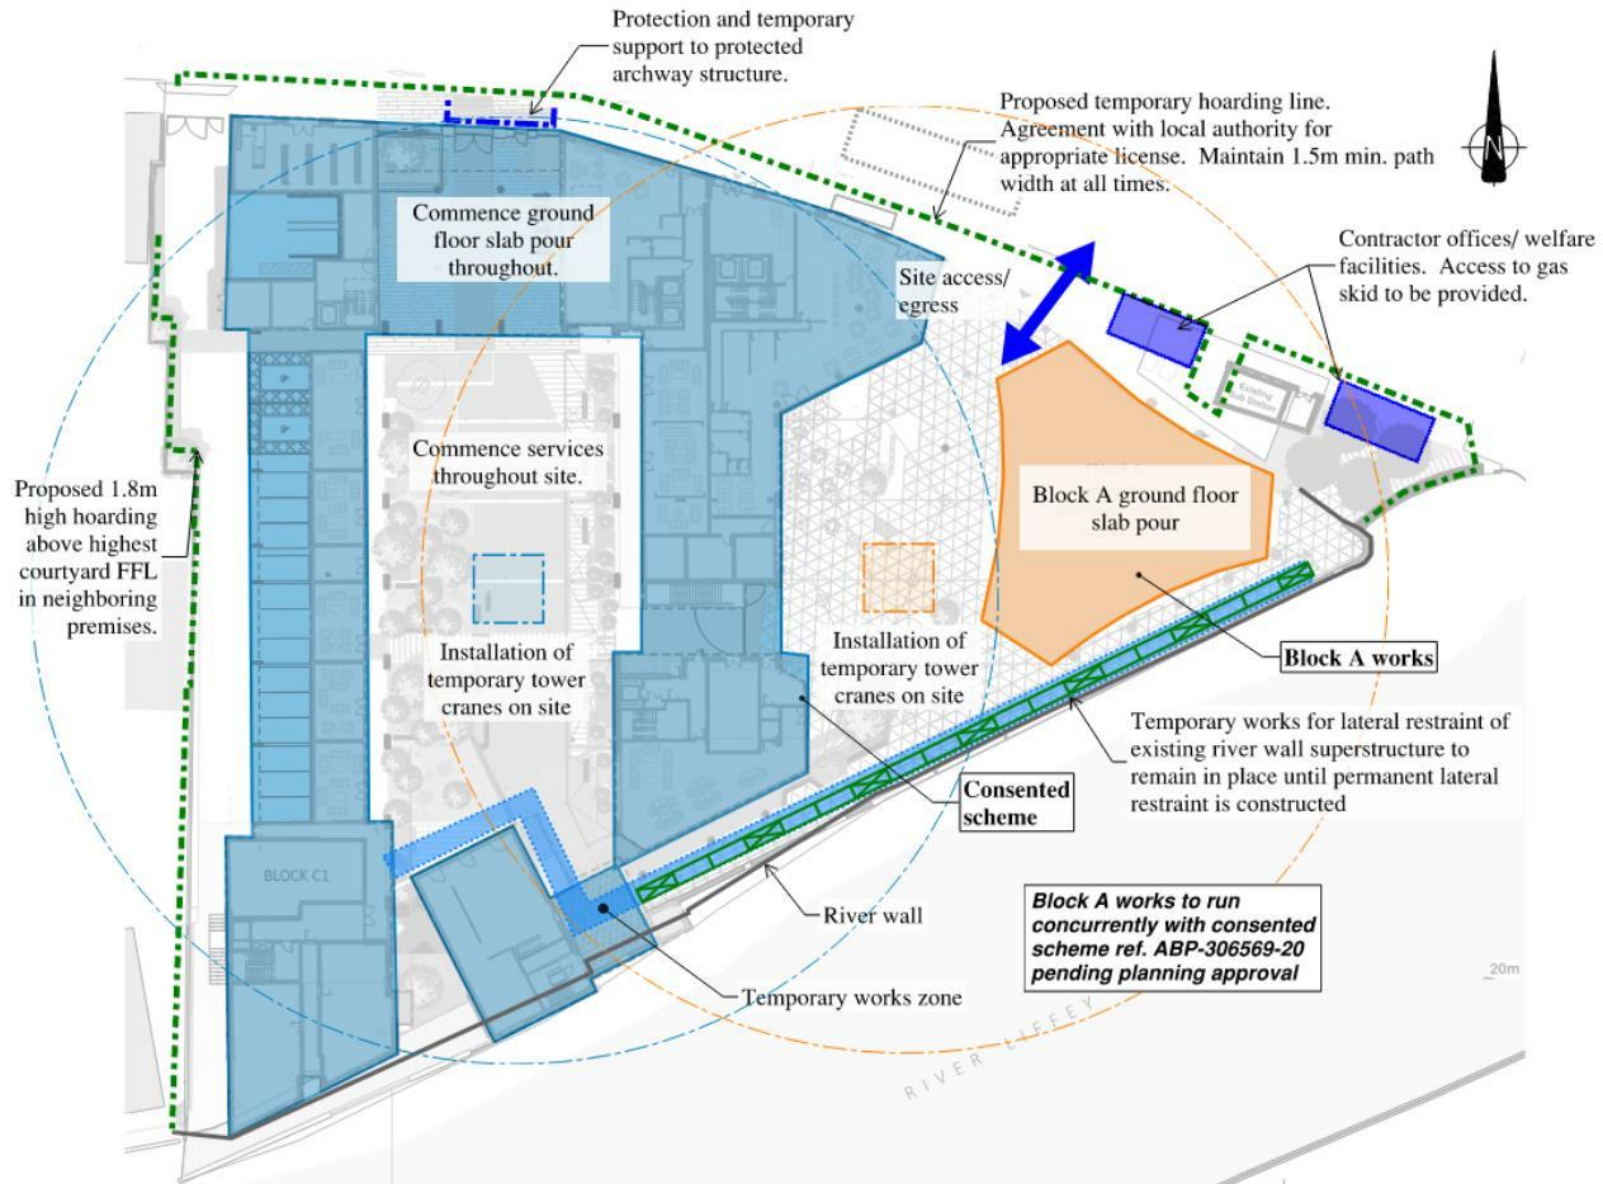 Protection and temporary
support to protected
archway structure.
Proposed temporary hoarding line.
Agreement with local authority for
appropriate license. Maintain 1.5m min. path
width at all times.
N
Commence ground
floor slab pour
throughout.
Site access/
egress
Contractor offices/ welfare
facilities. Access to gas
skid to be provided.
Existing
Sub Station
Commence services
throughout site.
Proposed 1.8m
high hoarding
above highest
courtyard FFL
in neighboring
premises.
Block A ground floor
slab pour
Installation of
temporary tower
cranes on site
Installation of
temporary tower
cranes on site
Block A works
Temporary works for lateral restraint of
existing river wall superstructure to
remain in place until permanent lateral
restraint is constructed
Consented
scheme
BLOCK C1
River wall
Block A works to run
concurrently with consented
scheme ref. ABP-306569-20
pending planning approval
20m
Temporary works zone
RIVER LIFFEY